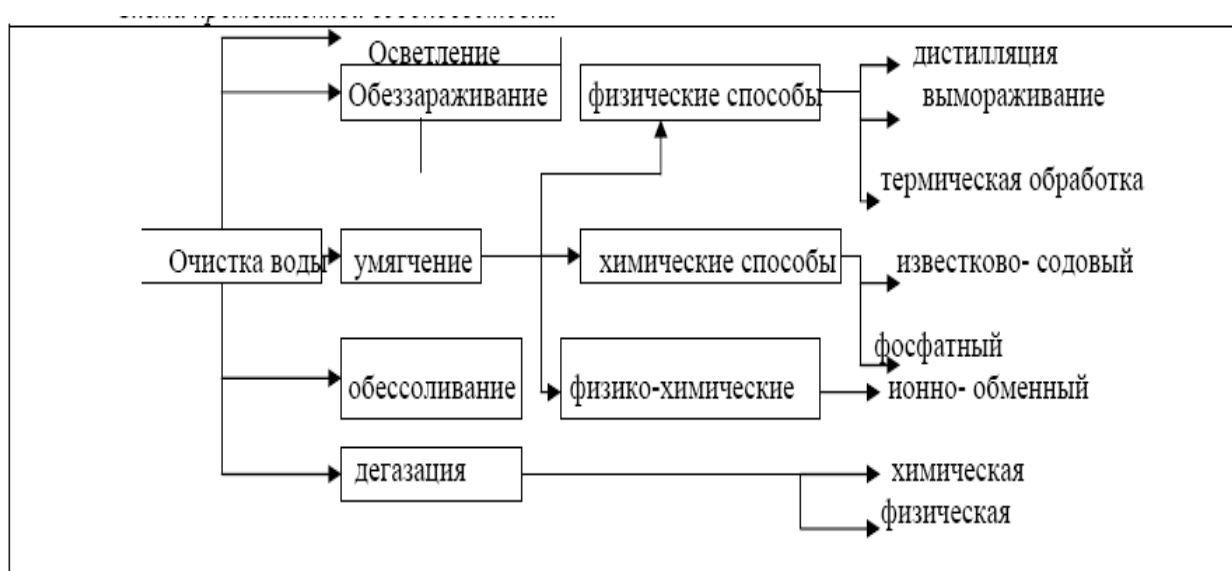 Осветление
Обеззараживание
физические способы
дистилляция
вымораживание
термическая обработка
Очистка воды
умягчение
химические способы
известково- содовый
фосфатный
обессоливание
физико-химические
ионно- обменный
дегазация
химическая
физическая